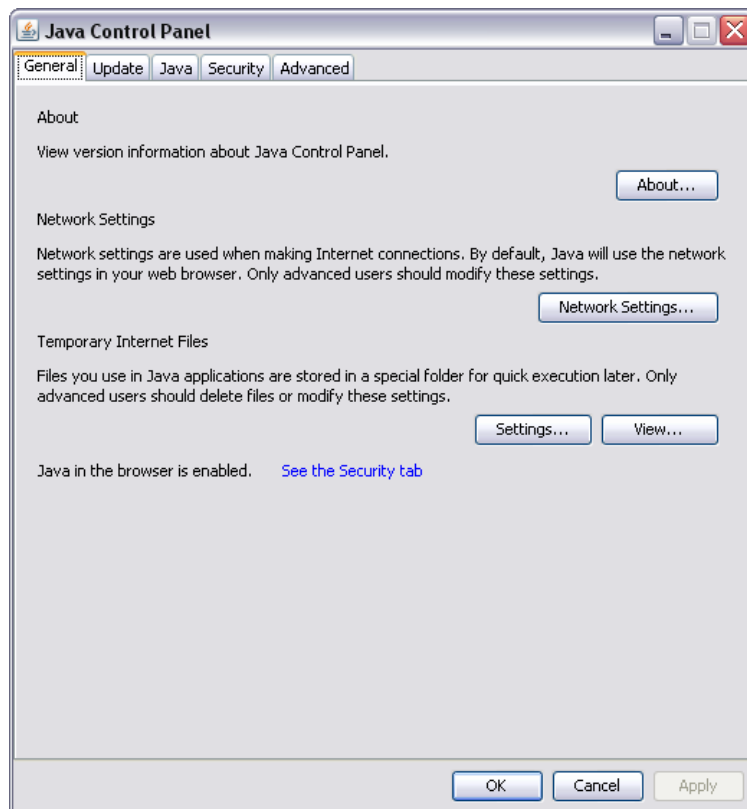 Java Control Panel
General Update Java Security Advanced
About
View version information about Java Control Panel.
About...
Network Settings
Network settings are used when making Internet connections. By default, Java will use the network
settings in your web browser. Only advanced users should modify these settings.
Network Settings...
Temporary Internet Files
Files you use in Java applications are stored in a special folder for quick execution later. Only
advanced users should delete files or modify these settings.
Settings... View...
Java in the browser is enabled. See the Security tab
OK Cancel Apply